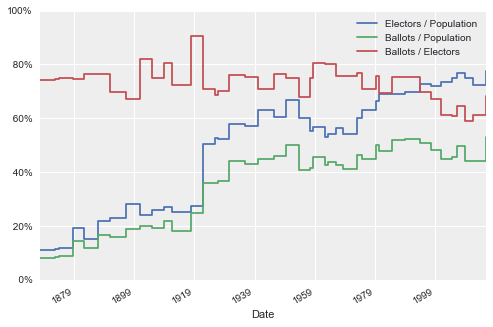 100%
80%
60%
40%
20%
0%
Electors / Population
Ballots / Population
Ballots / Electors
1879 1899 1919 1939 1959 1979 1999
Date